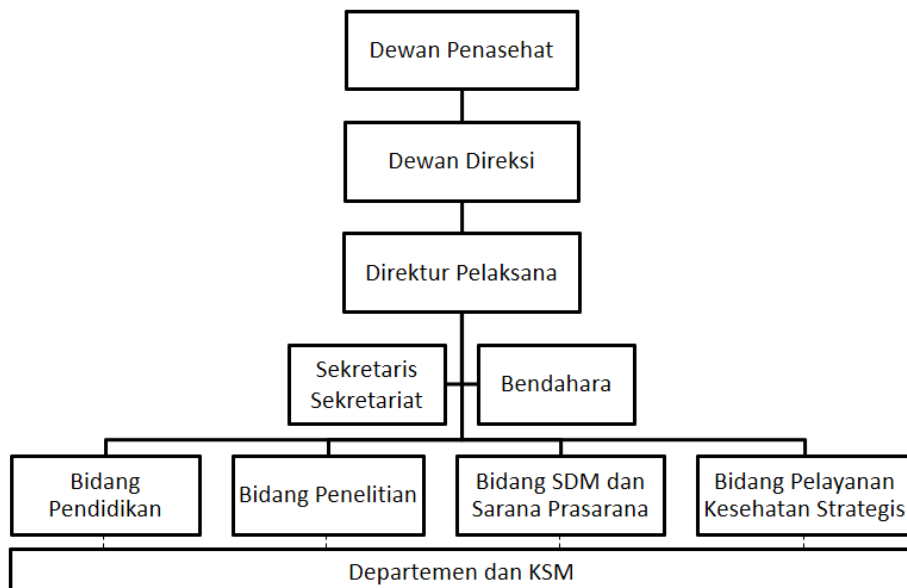 Dewan Penasehat
Dewan Direksi
Direktur Pelaksana
Sekretaris
Sekretariat
Bendahara
Bidang
Pendidikan
Bidang Penelitian
Bidang SDM dan
Sarana Prasarana
Bidang Pelayanan
Kesehatan Strategis
Departemen dan KSM